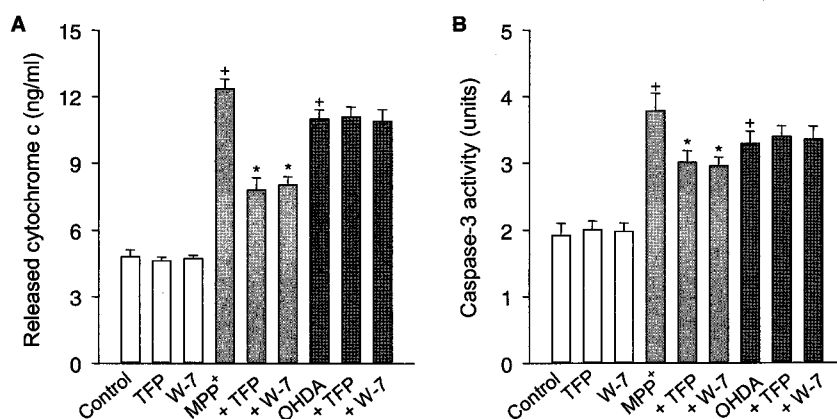 A
Released cytochrome c (ng/ml)
15
12
9
6
3
0
+
*
*
+
Control
TFP
W-7
MPP+
+ TFP
+ W-7
OHDA
+ TFP
+ W-7
B
Caspase-3 activity (units)
5
4
3
2
1
0
+
*
*
+
Control
TFP
W-7
MPP+
+ TFP
+ W-7
OHDA
+ TFP
+ W-7